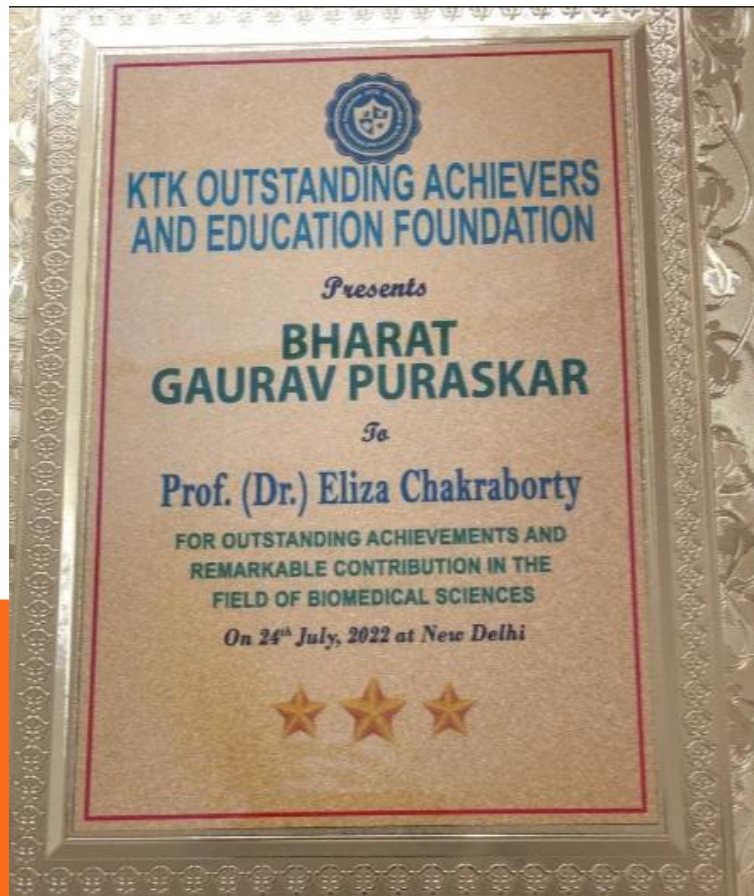 KTK OUTSTANDING ACHIEVERS
AND EDUCATION FOUNDATION
Presents
BHARAT
GAURAV PURASKAR
To
Prof. (Dr.) Eliza Chakraborty
FOR OUTSTANDING ACHIEVEMENTS AND
REMARKABLE CONTRIBUTION IN THE
FIELD OF BIOMEDICAL SCIENCES
On 24th July, 2022 at New Delhi